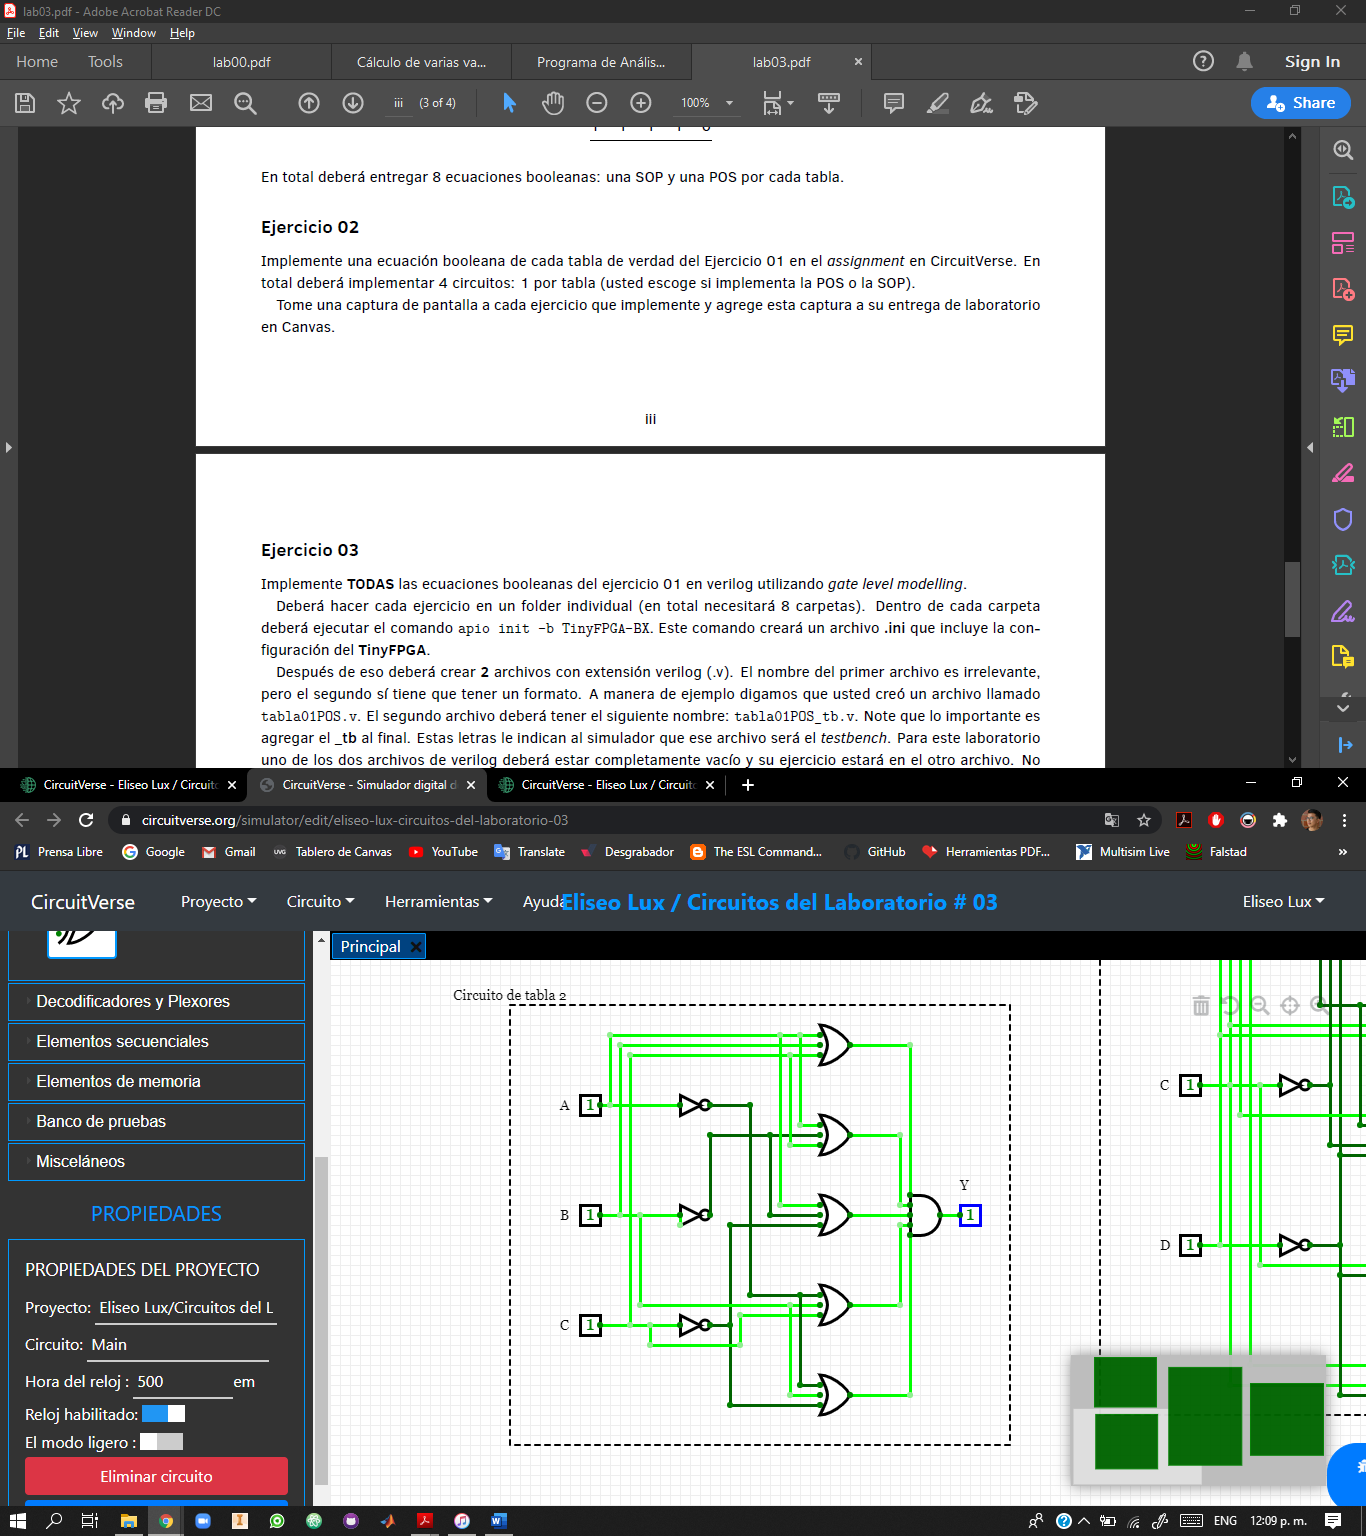 lab03.pdf - Adobe Acrobat Reader DC
File Edit View Window Help
Home Tools lab00.pdf Cálculo de varias va... Programa de Anális... lab03.pdf × Sign In
iii (3 of 4) 100% Share
En total deberá entregar 8 ecuaciones booleanas: una SOP y una POS por cada tabla.
Ejercicio 02
Implemente una ecuación booleana de cada tabla de verdad del Ejercicio 01 en el assignment en CircuitVerse. En
total deberá implementar 4 circuitos: 1 por tabla (usted escoge si implementa la POS o la SOP).
Tome una captura de pantalla a cada ejercicio que implemente y agrege esta captura a su entrega de laboratorio
en Canvas.
iii
Ejercicio 03
Implemente TODAS las ecuaciones booleanas del ejercicio 01 en verilog utilizando gate level modelling.
Deberá hacer cada ejercicio en un folder individual (en total necesitará 8 carpetas). Dentro de cada carpeta
deberá ejecutar el comando apio init -b TinyFPGA-BX. Este comando creará un archivo .ini que incluye la con-
figuración del TinyFPGA.
Después de eso deberá crear 2 archivos con extensión verilog (.v). El nombre del primer archivo es irrelevante,
pero el segundo sí tiene que tener un formato. A manera de ejemplo digamos que usted creó un archivo llamado
tabla01POS.v. El segundo archivo deberá tener el siguiente nombre: tabla01POS_tb.v. Note que lo importante es
agregar el _tb al final. Estas letras le indican al simulador que ese archivo será el testbench. Para este laboratorio
uno de los dos archivos de verilog deberá estar completamente vacío y su ejercicio estará en el otro archivo. No
CircuitVerse - Eliseo Lux / Circuito × CircuitVerse - Simulador digital d × CircuitVerse - Eliseo Lux / Circuito × +
circuitverse.org/simulator/edit/eliseo-lux-circuitos-del-laboratorio-03
Prensa Libre Google Gmail UVG Tablero de Canvas YouTube Translate Desgrabador The ESL Command... GitHub Herramientas PDF... Multisim Live Falstad »
CircuitVerse Proyecto Circuito Herramientas Ayuda Eliseo Lux / Circuitos del Laboratorio # 03 Eliseo Lux
Principal ×
Decodificadores y Plexores
Elementos secuenciales
Elementos de memoria
Banco de pruebas
Misceláneos
PROPIEDADES
PROPIEDADES DEL PROYECTO
Proyecto: Eliseo Lux/Circuitos del L
Circuito: Main
Hora del reloj : 500 em
Reloj habilitado:
El modo ligero :
Eliminar circuito
Circuito de tabla 2
A 1
B 1
C 1
Y
1
C 1
D 1
ENG 12:09 p. m.